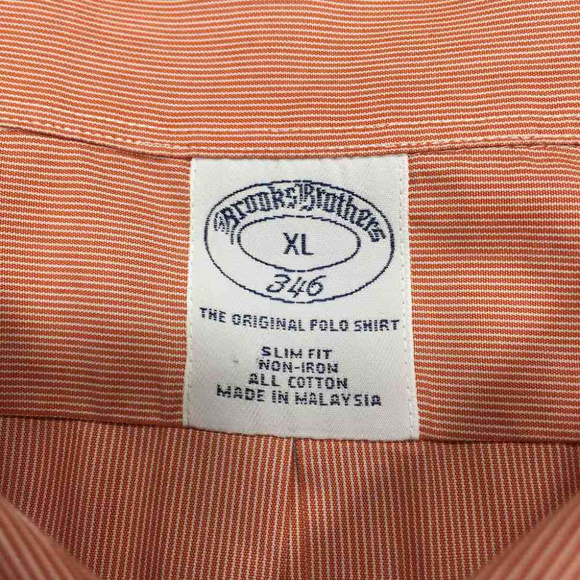 Brooks Brothers
XL
346
THE ORIGINAL POLO SHIRT
SLIM FIT
NON-IRON
ALL COTTON
MADE IN MALAYSIA